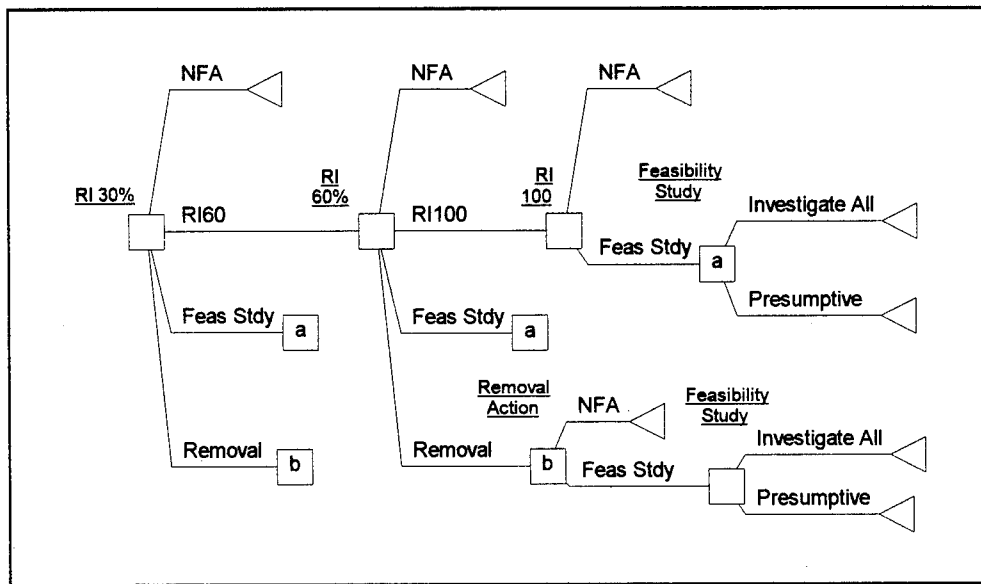 NFA
NFA
NFA
RI 30%
RI
60%
RI
100
Feasibility
Study
RI60
RI100
Investigate All
Feas Stdy
a
Presumptive
Feas Stdy
a
Feas Stdy
a
Removal
Action
NFA
Feasibility
Study
Removal
b
Removal
b
Feas Stdy
Investigate All
Presumptive